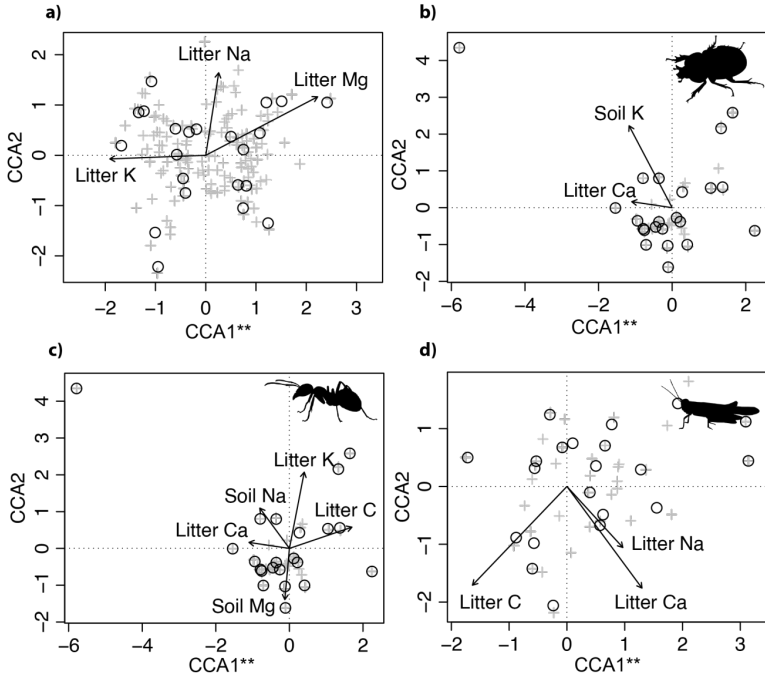 a)
2
1
0
−1
−2
CCA2
Litter Na
Litter Mg
Litter K
−2
−1
0
1
2
3
CCA1**
b)
4
3
2
1
0
−1
−2
CCA2
Soil K
Litter Ca
−6
−4
−2
0
2
CCA1**
c)
4
3
2
1
0
−1
−2
CCA2
Litter K
Soil Na
Litter C
Litter Ca
Soil Mg
−6
−4
−2
0
2
CCA1**
d)
1
0
−1
−2
CCA2
Litter Na
Litter C
Litter Ca
−2
−1
0
1
2
3
CCA1**